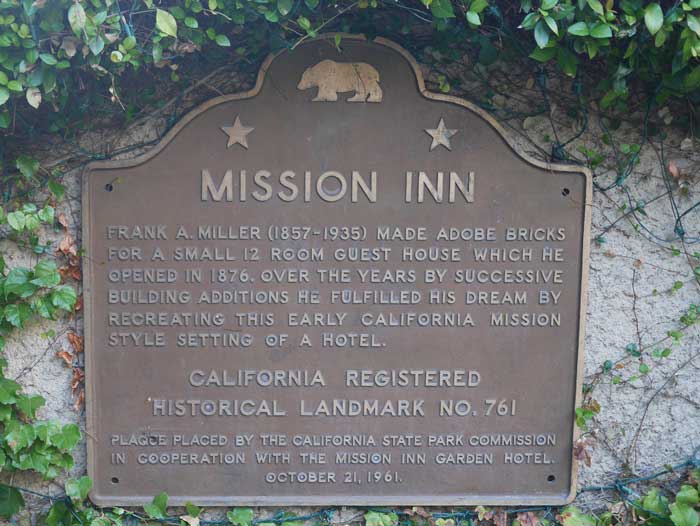 MISSION INN
FRANK A. MILLER (1857-1935) MADE ADOBE BRICKS
FOR A SMALL 12 ROOM GUEST HOUSE WHICH HE
OPENED IN 1876. OVER THE YEARS BY SUCCESSIVE
BUILDING ADDITIONS HE FULFILLED HIS DREAM BY
RECREATING THIS EARLY CALIFORNIA MISSION
STYLE SETTING OF A HOTEL.
CALIFORNIA REGISTERED
HISTORICAL LANDMARK NO. 761
PLAQUE PLACED BY THE CALIFORNIA STATE PARK COMMISSION
IN COOPERATION WITH THE MISSION INN GARDEN HOTEL.
OCTOBER 21, 1961.